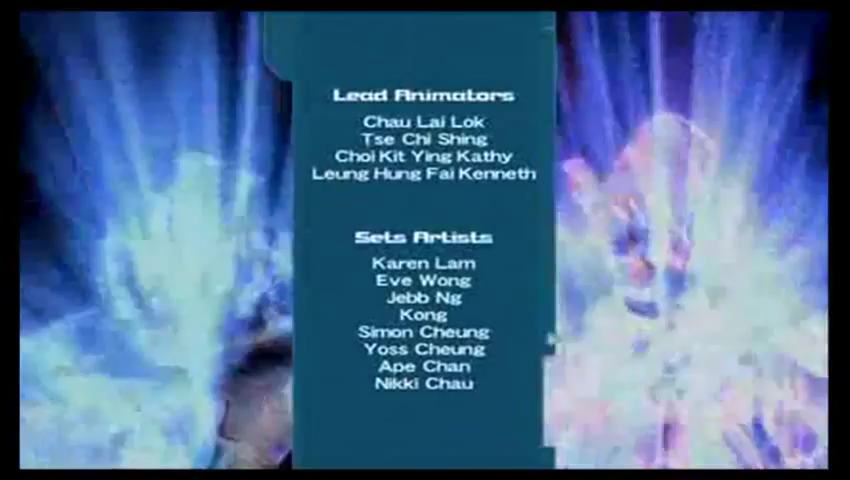 Lead Animators
Chau Lai Lok
Tse Chi Shing
Choi Kit Ying Kathy
Leung Hung Fai Kenneth
Sets Artists
Karen Lam
Eve Wong
Jebb Ng
Kong
Simon Cheung
Yoss Cheung
Ape Chan
Nikki Chau